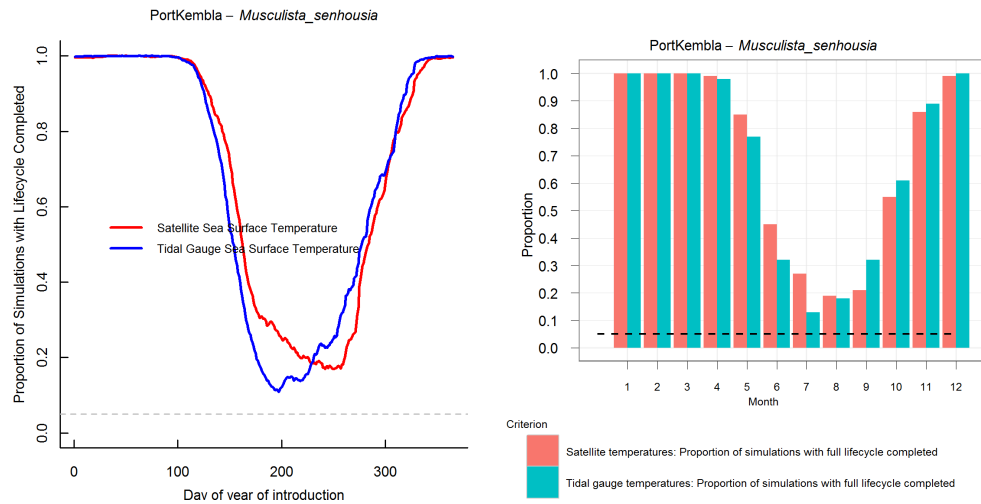 PortKembla – Musculista_senhousia
Proportion of Simulations with Lifecycle Completed
1.0
0.8
0.6
0.4
0.2
0.0
Satellite Sea Surface Temperature
Tidal Gauge Sea Surface Temperature
0 100 200 300
Day of year of introduction
PortKembla – Musculista_senhousia
Proportion
1.0
0.9
0.8
0.7
0.6
0.5
0.4
0.3
0.2
0.1
0.0
1 2 3 4 5 6 7 8 9 10 11 12
Month
Criterion
Satellite temperatures: Proportion of simulations with full lifecycle completed
Tidal gauge temperatures: Proportion of simulations with full lifecycle completed